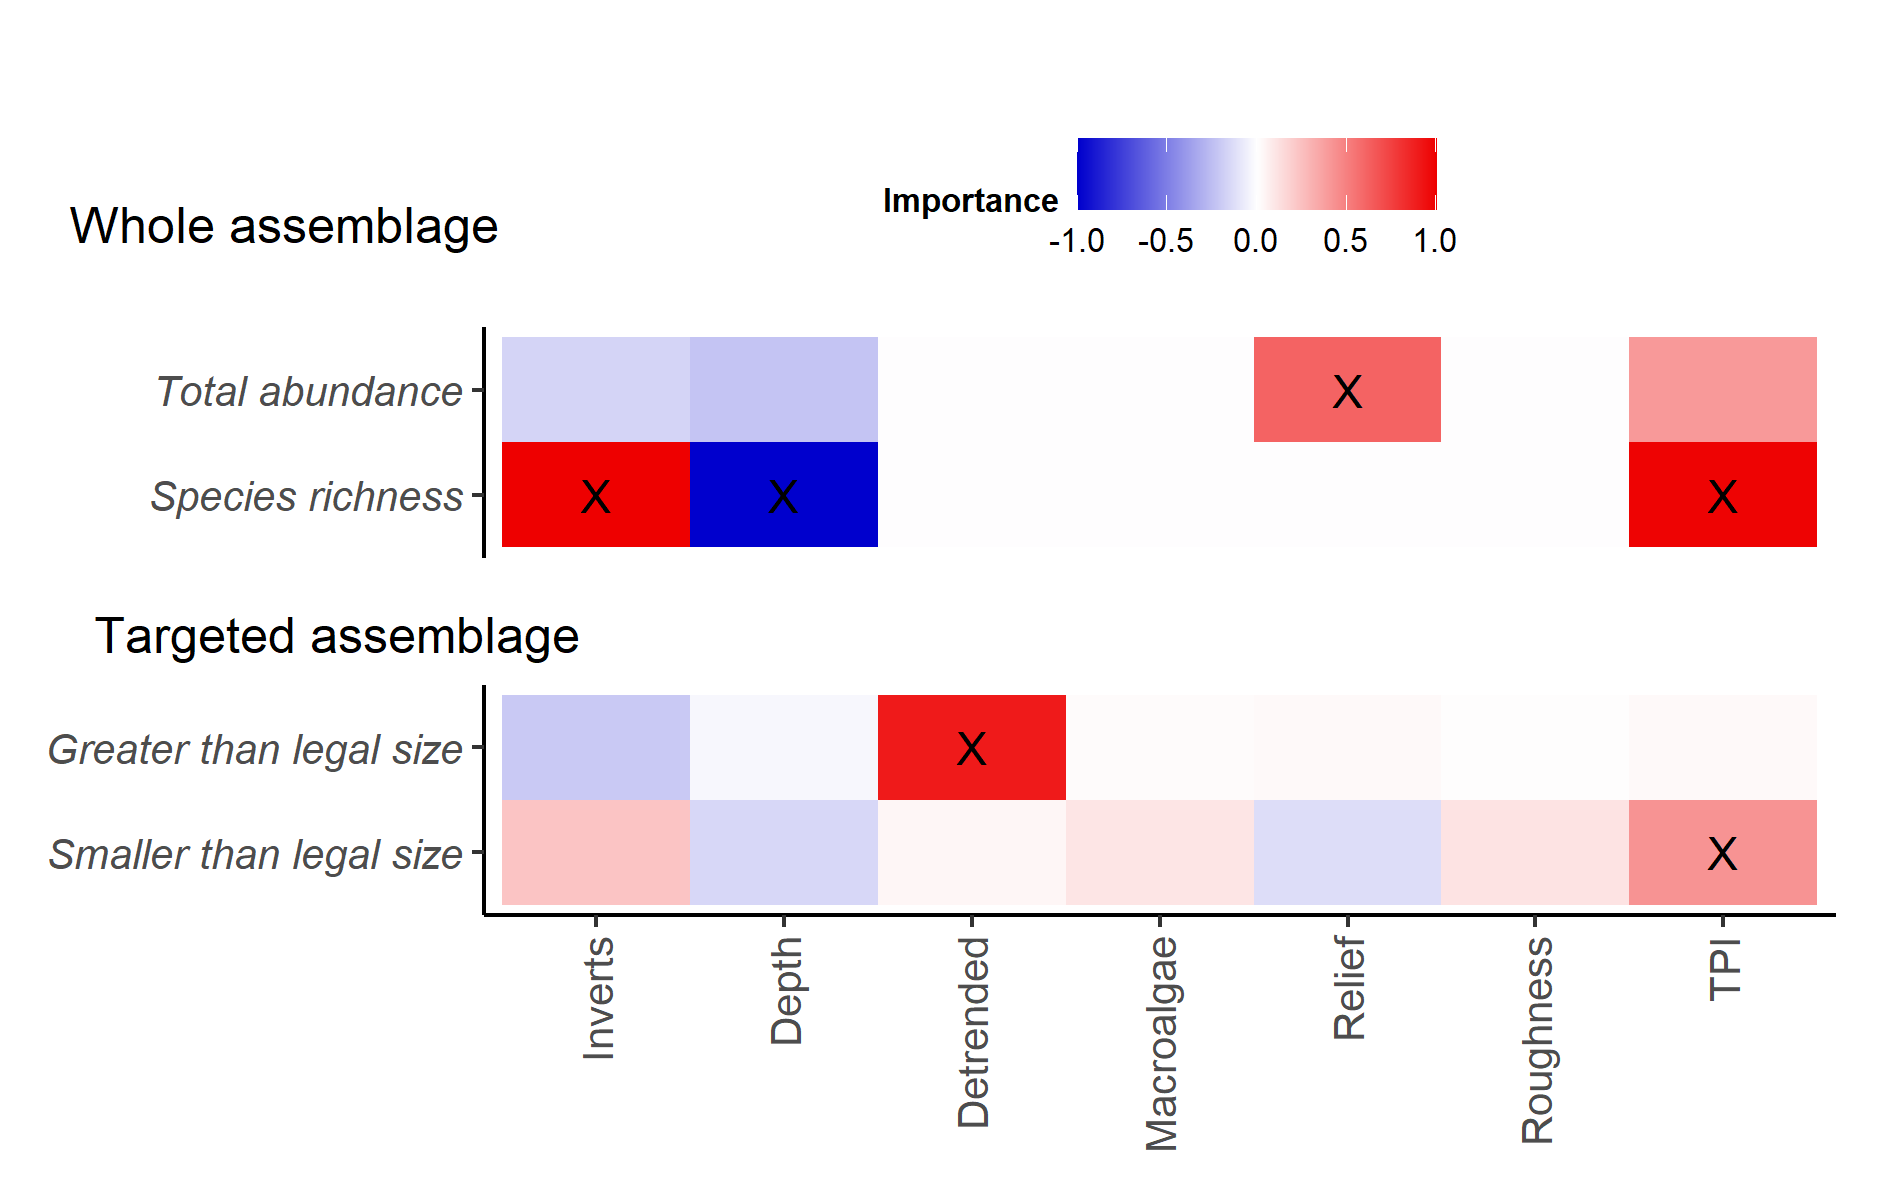 Importance
-1.0 -0.5 0.0 0.5 1.0
Whole assemblage
Total abundance
X
Species richness
X X X
Targeted assemblage
Greater than legal size
X
Smaller than legal size
X
Inverts
Depth
Detrended
Macroalgae
Relief
Roughness
TPI